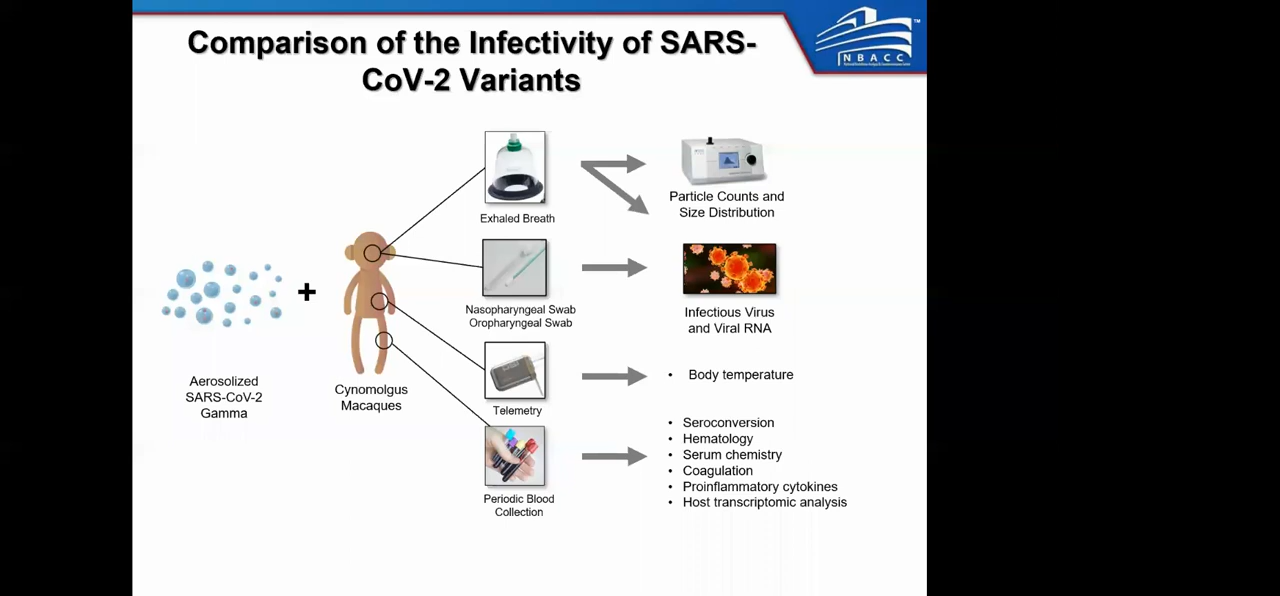 Comparison of the Infectivity of SARS-
CoV-2 Variants
NBACC
TM
Exhaled Breath
Particle Counts and
Size Distribution
Nasopharyngeal Swab
Oropharyngeal Swab
Infectious Virus
and Viral RNA
Aerosolized
SARS-CoV-2
Gamma
+
Cynomolgus
Macaques
Telemetry
• Body temperature
Periodic Blood
Collection
• Seroconversion
• Hematology
• Serum chemistry
• Coagulation
• Proinflammatory cytokines
• Host transcriptomic analysis